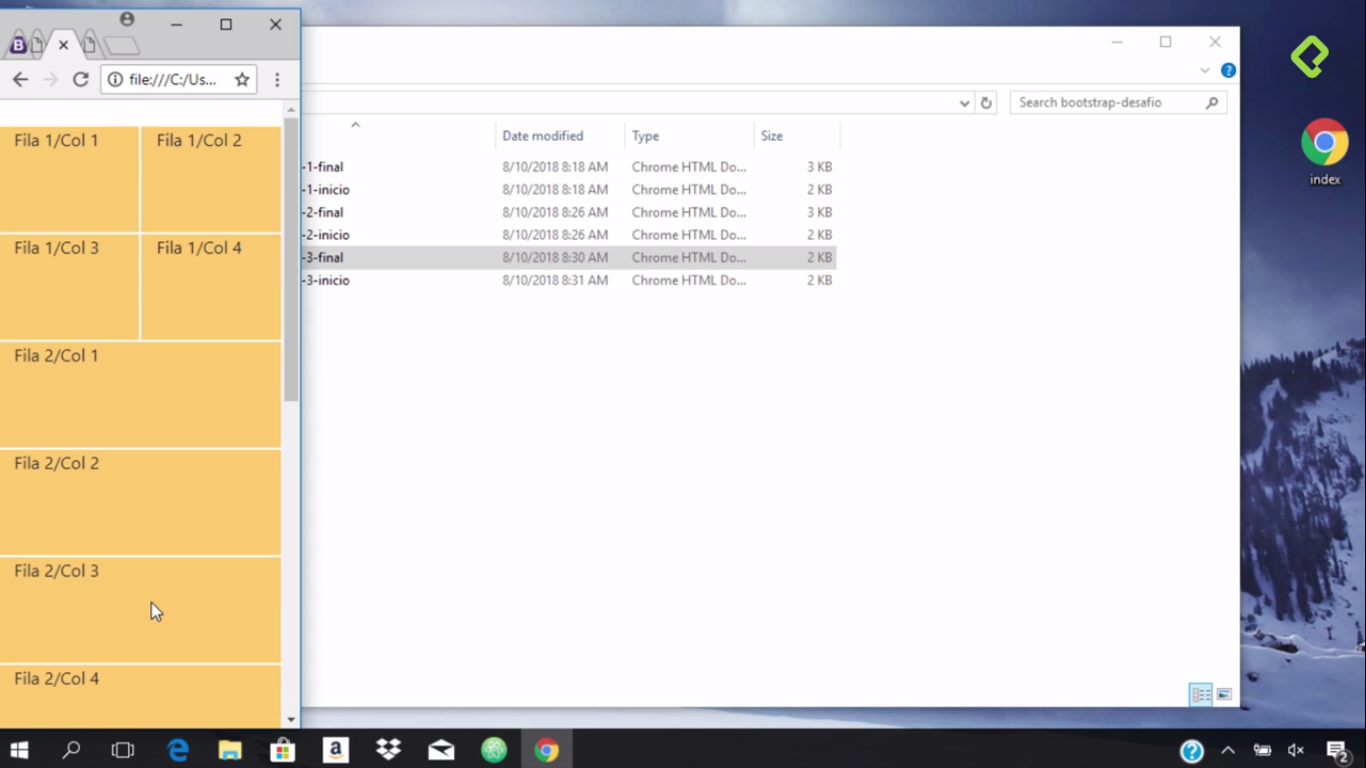 B
file:///C:/Us...
Fila 1/Col 1
Fila 1/Col 2
Fila 1/Col 3
Fila 1/Col 4
Fila 2/Col 1
Fila 2/Col 2
Fila 2/Col 3
Fila 2/Col 4
?
Search bootstrap-desafio
Date modified Type Size
-1-final 8/10/2018 8:18 AM Chrome HTML Do... 3 KB
-1-inicio 8/10/2018 8:18 AM Chrome HTML Do... 2 KB
-2-final 8/10/2018 8:26 AM Chrome HTML Do... 3 KB
-2-inicio 8/10/2018 8:26 AM Chrome HTML Do... 2 KB
-3-final 8/10/2018 8:30 AM Chrome HTML Do... 2 KB
-3-inicio 8/10/2018 8:31 AM Chrome HTML Do... 2 KB
index
a
?
2